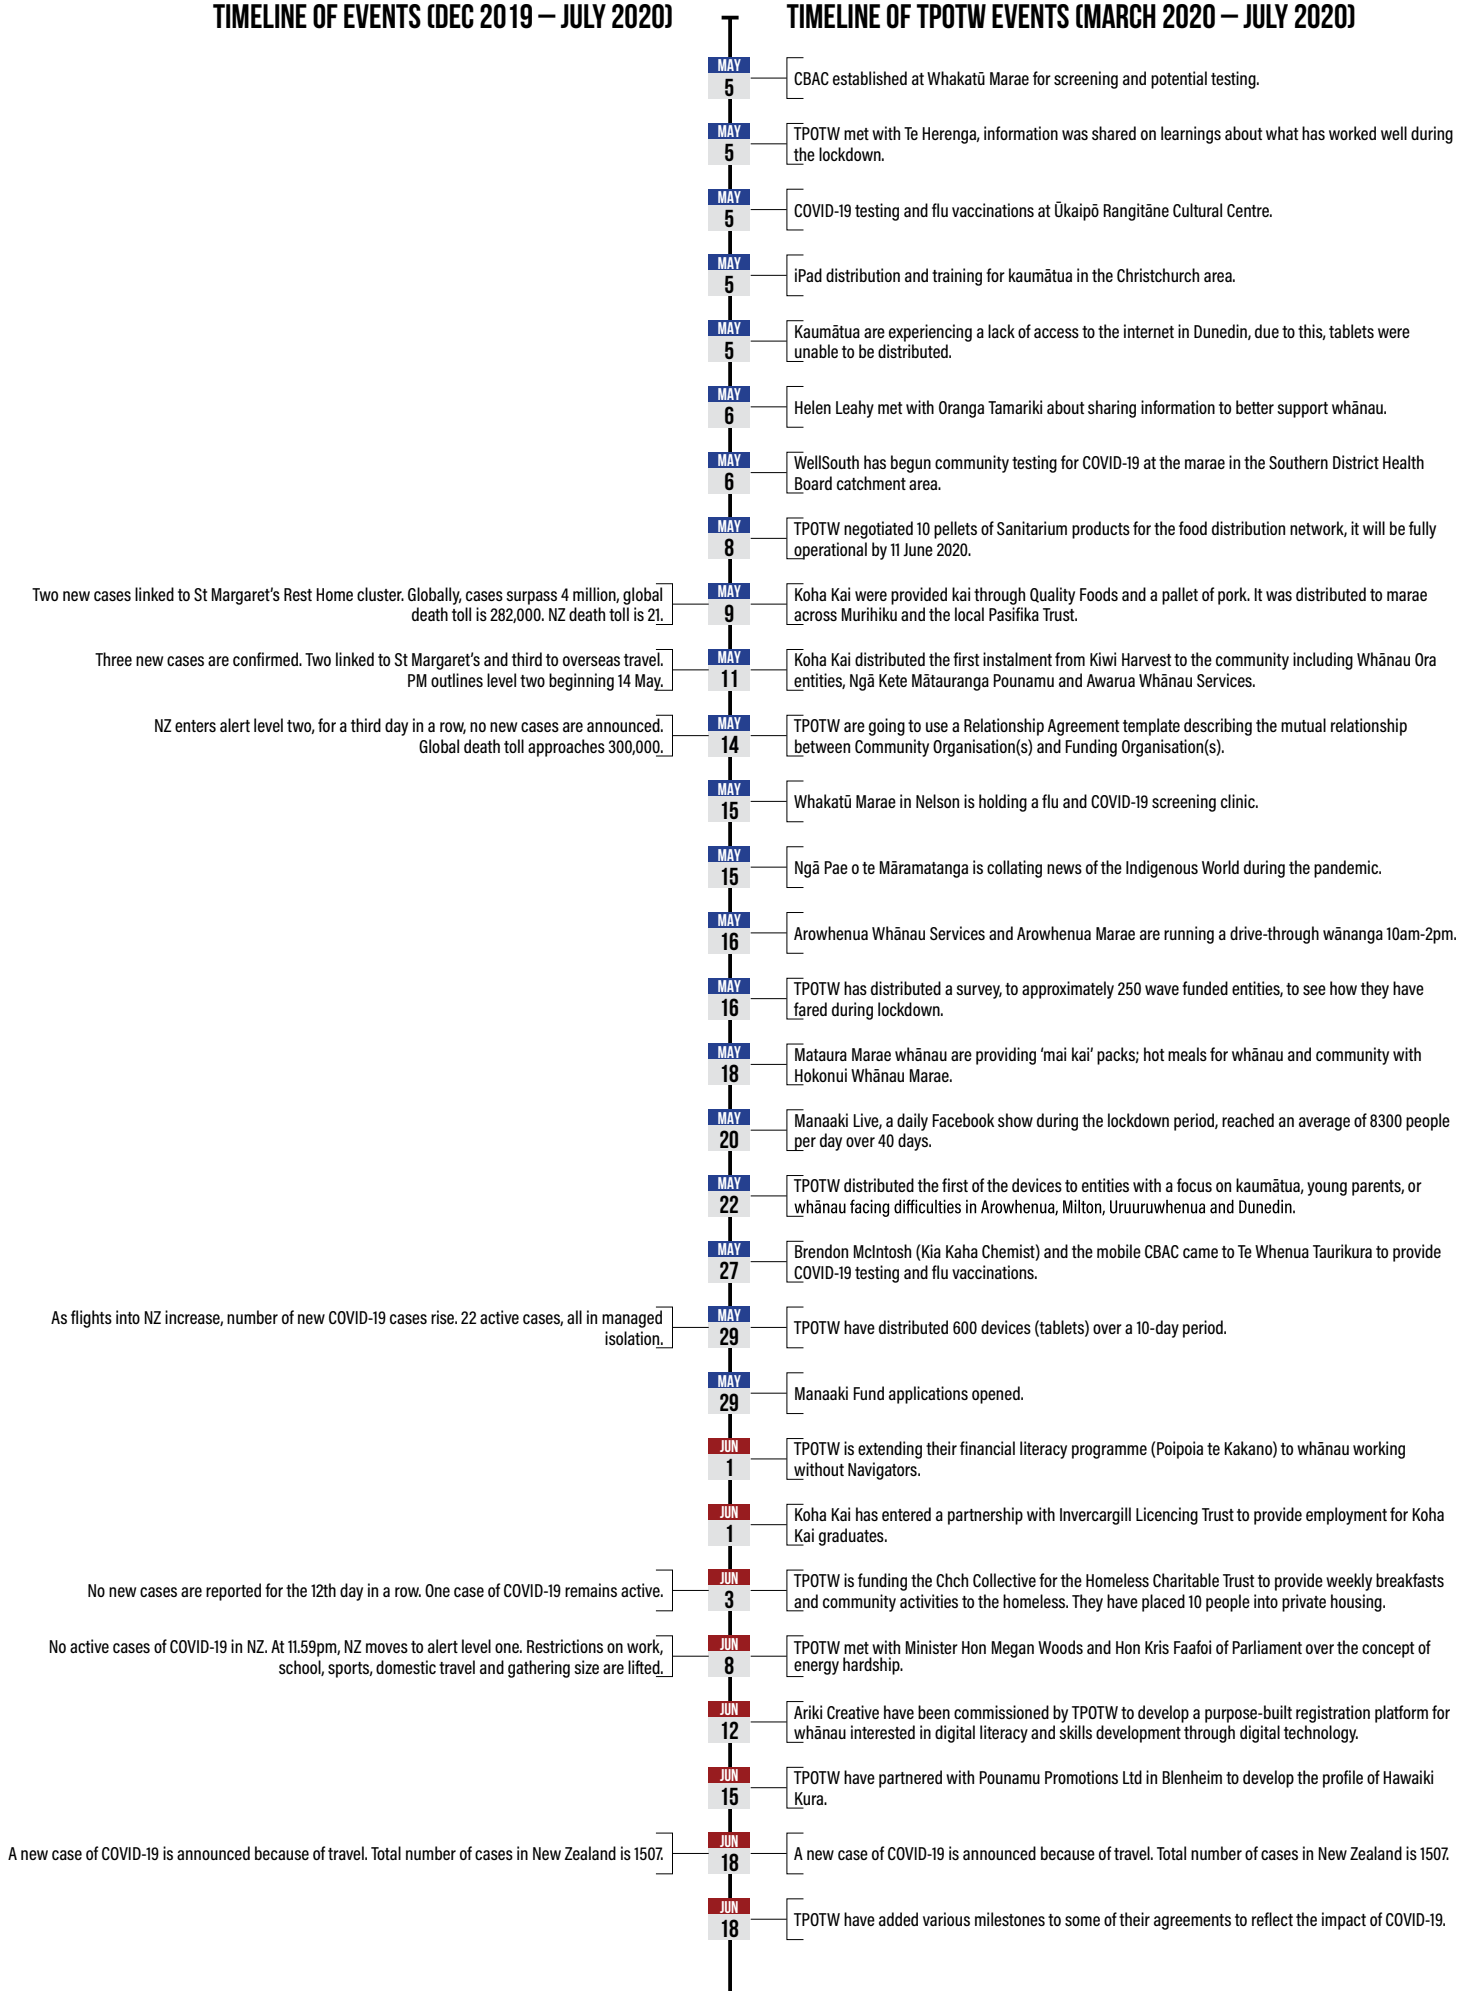 TIMELINE OF EVENTS (DEC 2019 – JULY 2020)
TIMELINE OF TPOTW EVENTS (MARCH 2020 – JULY 2020)
MAY
5
CBAC established at Whakatū Marae for screening and potential testing.
MAY
5
TPOTW met with Te Herenga, information was shared on learnings about what has worked well during
the lockdown.
MAY
5
COVID-19 testing and flu vaccinations at Ūkaipō Rangitāne Cultural Centre.
MAY
5
iPad distribution and training for kaumātua in the Christchurch area.
MAY
5
Kaumātua are experiencing a lack of access to the internet in Dunedin, due to this, tablets were
unable to be distributed.
MAY
6
Helen Leahy met with Oranga Tamariki about sharing information to better support whānau.
MAY
6
WellSouth has begun community testing for COVID-19 at the marae in the Southern District Health
Board catchment area.
MAY
8
TPOTW negotiated 10 pellets of Sanitarium products for the food distribution network, it will be fully
operational by 11 June 2020.
Two new cases linked to St Margaret's Rest Home cluster. Globally, cases surpass 4 million, global
death toll is 282,000. NZ death toll is 21.
MAY
9
Koha Kai were provided kai through Quality Foods and a pallet of pork. It was distributed to marae
across Murihiku and the local Pasifika Trust.
Three new cases are confirmed. Two linked to St Margaret's and third to overseas travel.
PM outlines level two beginning 14 May.
MAY
11
Koha Kai distributed the first instalment from Kiwi Harvest to the community including Whānau Ora
entities, Ngā Kete Mātauranga Pounamu and Awarua Whānau Services.
NZ enters alert level two, for a third day in a row, no new cases are announced.
Global death toll approaches 300,000.
MAY
14
TPOTW are going to use a Relationship Agreement template describing the mutual relationship
between Community Organisation(s) and Funding Organisation(s).
MAY
15
Whakatū Marae in Nelson is holding a flu and COVID-19 screening clinic.
MAY
15
Ngā Pae o te Māramatanga is collating news of the Indigenous World during the pandemic.
MAY
16
Arowhenua Whānau Services and Arowhenua Marae are running a drive-through wānanga 10am-2pm.
MAY
16
TPOTW has distributed a survey, to approximately 250 wave funded entities, to see how they have
fared during lockdown.
MAY
18
Mataura Marae whānau are providing 'mai kai' packs; hot meals for whānau and community with
Hokonui Whānau Marae.
MAY
20
Manaaki Live, a daily Facebook show during the lockdown period, reached an average of 8300 people
per day over 40 days.
MAY
22
TPOTW distributed the first of the devices to entities with a focus on kaumātua, young parents, or
whānau facing difficulties in Arowhenua, Milton, Uruuruwhenua and Dunedin.
MAY
27
Brendon McIntosh (Kia Kaha Chemist) and the mobile CBAC came to Te Whenua Taurikura to provide
COVID-19 testing and flu vaccinations.
As flights into NZ increase, number of new COVID-19 cases rise. 22 active cases, all in managed
isolation.
MAY
29
TPOTW have distributed 600 devices (tablets) over a 10-day period.
MAY
29
Manaaki Fund applications opened.
JUN
1
TPOTW is extending their financial literacy programme (Poipoia te Kakano) to whānau working
without Navigators.
JUN
1
Koha Kai has entered a partnership with Invercargill Licencing Trust to provide employment for Koha
Kai graduates.
No new cases are reported for the 12th day in a row. One case of COVID-19 remains active.
JUN
3
TPOTW is funding the Chch Collective for the Homeless Charitable Trust to provide weekly breakfasts
and community activities to the homeless. They have placed 10 people into private housing.
No active cases of COVID-19 in NZ. At 11.59pm, NZ moves to alert level one. Restrictions on work,
school, sports, domestic travel and gathering size are lifted.
JUN
8
TPOTW met with Minister Hon Megan Woods and Hon Kris Faafoi of Parliament over the concept of
energy hardship.
JUN
12
Ariki Creative have been commissioned by TPOTW to develop a purpose-built registration platform for
whānau interested in digital literacy and skills development through digital technology.
JUN
15
TPOTW have partnered with Pounamu Promotions Ltd in Blenheim to develop the profile of Hawaiki
Kura.
A new case of COVID-19 is announced because of travel. Total number of cases in New Zealand is 1507.
JUN
18
A new case of COVID-19 is announced because of travel. Total number of cases in New Zealand is 1507.
JUN
18
TPOTW have added various milestones to some of their agreements to reflect the impact of COVID-19.